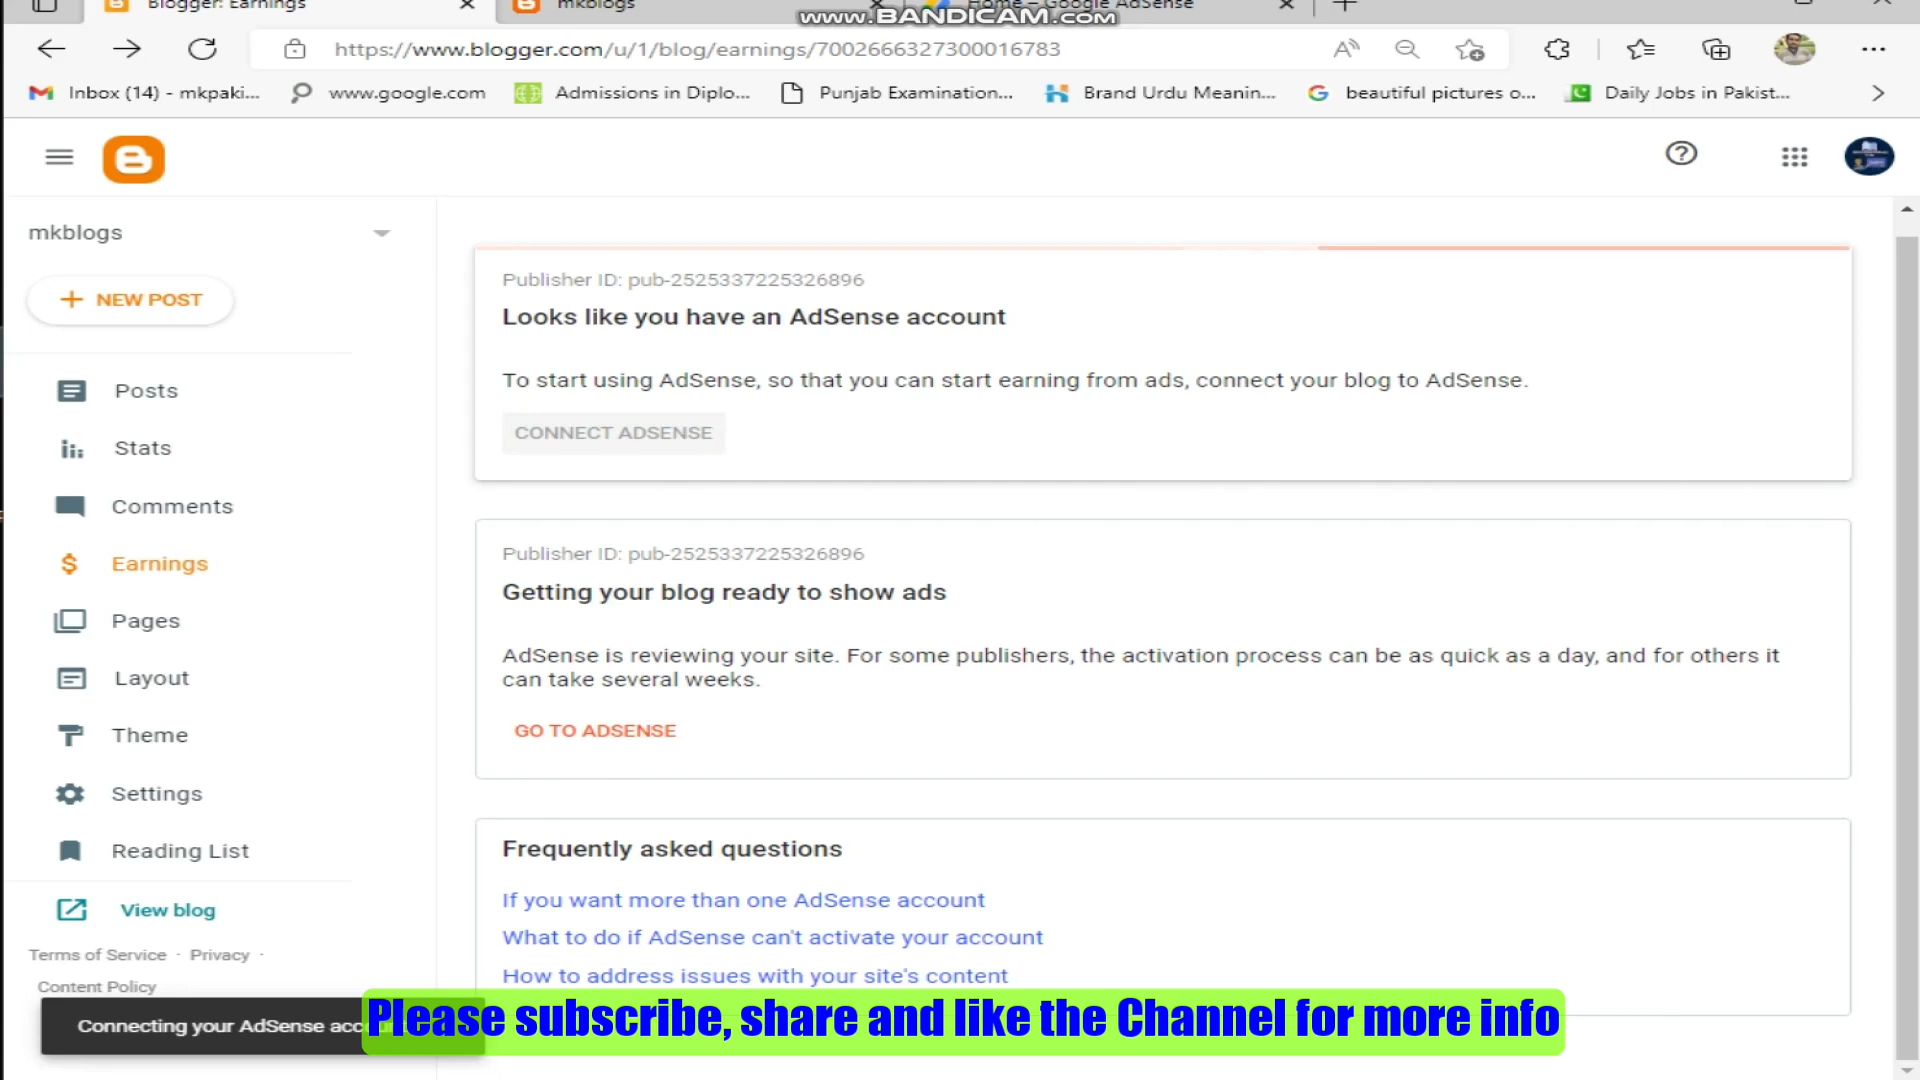 Blogger: Earnings
mkblogs
Home – Google AdSense
www.BANDICAM.com
https://www.blogger.com/u/1/blog/earnings/7002666327300016783
Inbox (14) - mkpaki...
www.google.com
Admissions in Diplo...
Punjab Examination...
Brand Urdu Meanin...
beautiful pictures o...
Daily Jobs in Pakist...
mkblogs
NEW POST
Posts
Stats
Comments
Earnings
Pages
Layout
Theme
Settings
Reading List
View blog
Terms of Service · Privacy ·
Content Policy
Publisher ID: pub-2525337225326896
Looks like you have an AdSense account
To start using AdSense, so that you can start earning from ads, connect your blog to AdSense.
CONNECT ADSENSE
Publisher ID: pub-2525337225326896
Getting your blog ready to show ads
AdSense is reviewing your site. For some publishers, the activation process can be as quick as a day, and for others it
can take several weeks.
GO TO ADSENSE
Frequently asked questions
If you want more than one AdSense account
What to do if AdSense can't activate your account
How to address issues with your site's content
Connecting your AdSense
Please subscribe, share and like the Channel for more info